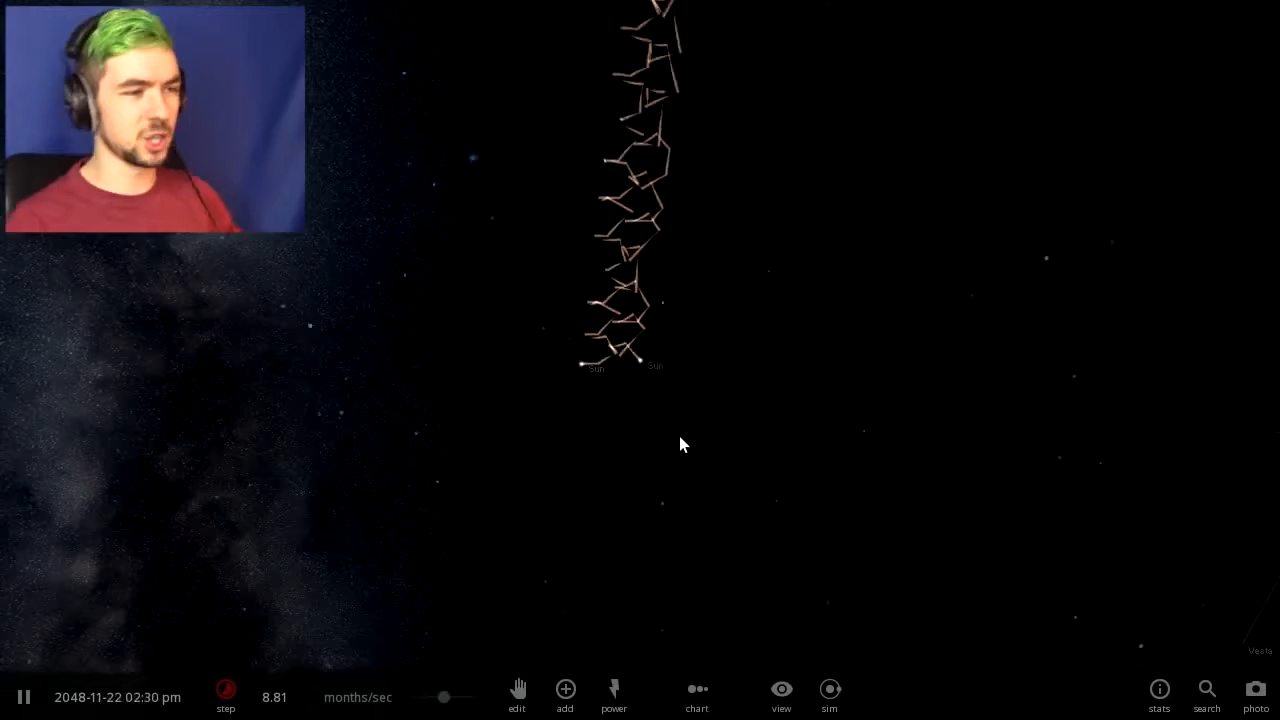 Sun Sun
Vesta
2048-11-22 02:30 pm step 8.81 months/sec edit add power chart view sim stats search photo